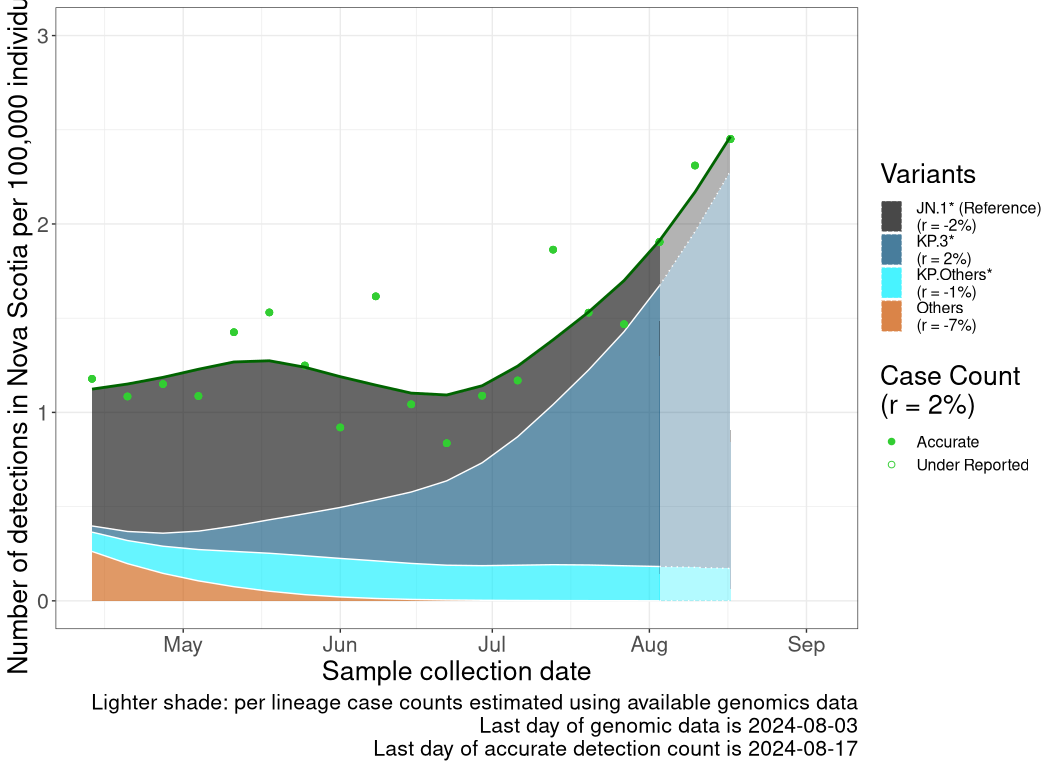 Number of detections in Nova Scotia per 100,000 individu
3
2
1
0
May Jun Jul Aug Sep
Sample collection date
Lighter shade: per lineage case counts estimated using available genomics data
Last day of genomic data is 2024-08-03
Last day of accurate detection count is 2024-08-17
Variants
JN.1* (Reference)
(r = -2%)
KP.3*
(r = 2%)
KP.Others*
(r = -1%)
Others
(r = -7%)
Case Count
(r = 2%)
Accurate
Under Reported